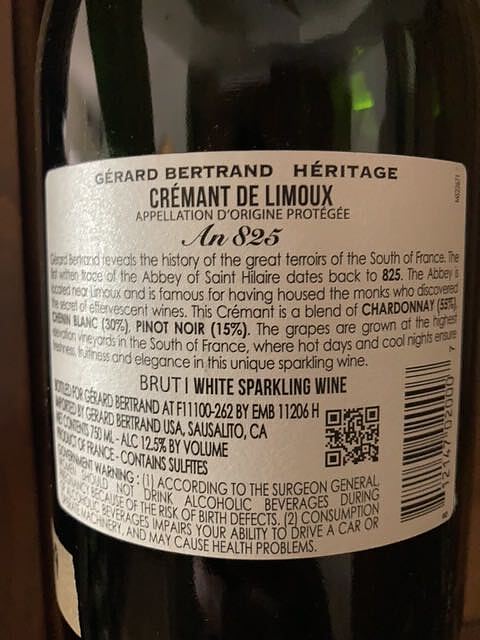 GÉRARD BERTRAND HÉRITAGE
CRÉMANT DE LIMOUX
APPELLATION D'ORIGINE PROTÉGÉE
An 825
Gérard Bertrand reveals the history of the great terroirs of the South of France. The
first written trace of the Abbey of Saint Hilaire dates back to 825. The Abbey is
located near Limoux and is famous for having housed the monks who discovered
the secret of effervescent wines. This Crémant is a blend of CHARDONNAY (55%),
CHENIN BLANC (30%), PINOT NOIR (15%). The grapes are grown at the highest
elevation vineyards in the South of France, where hot days and cool nights ensure
freshness, fruitiness and elegance in this unique sparkling wine.
BRUT | WHITE SPARKLING WINE
BOTTLED FOR GÉRARD BERTRAND AT F11100-262 BY EMB 11206 H
IMPORTED BY GERARD BERTRAND USA, SAUSALITO, CA
NET CONTENTS 750 ML - ALC 12.5% BY VOLUME
PRODUCT OF FRANCE - CONTAINS SULFITES
GOVERNMENT WARNING : (1) ACCORDING TO THE SURGEON GENERAL,
SHOULD NOT DRINK ALCOHOLIC BEVERAGES DURING
PREGNANCY BECAUSE OF THE RISK OF BIRTH DEFECTS. (2) CONSUMPTION
ALCOHOLIC BEVERAGES IMPAIRS YOUR ABILITY TO DRIVE A CAR OR
MACHINERY, AND MAY CAUSE HEALTH PROBLEMS.
8 12147 02000 7